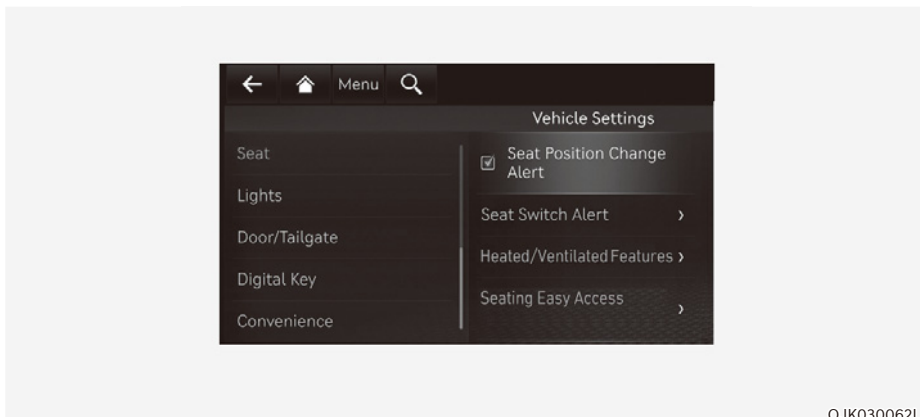 Menu
Vehicle Settings
Seat
Lights
Door/Tailgate
Digital Key
Convenience
Seat Position Change
Alert
Seat Switch Alert
Heated/Ventilated Features
Seating Easy Access